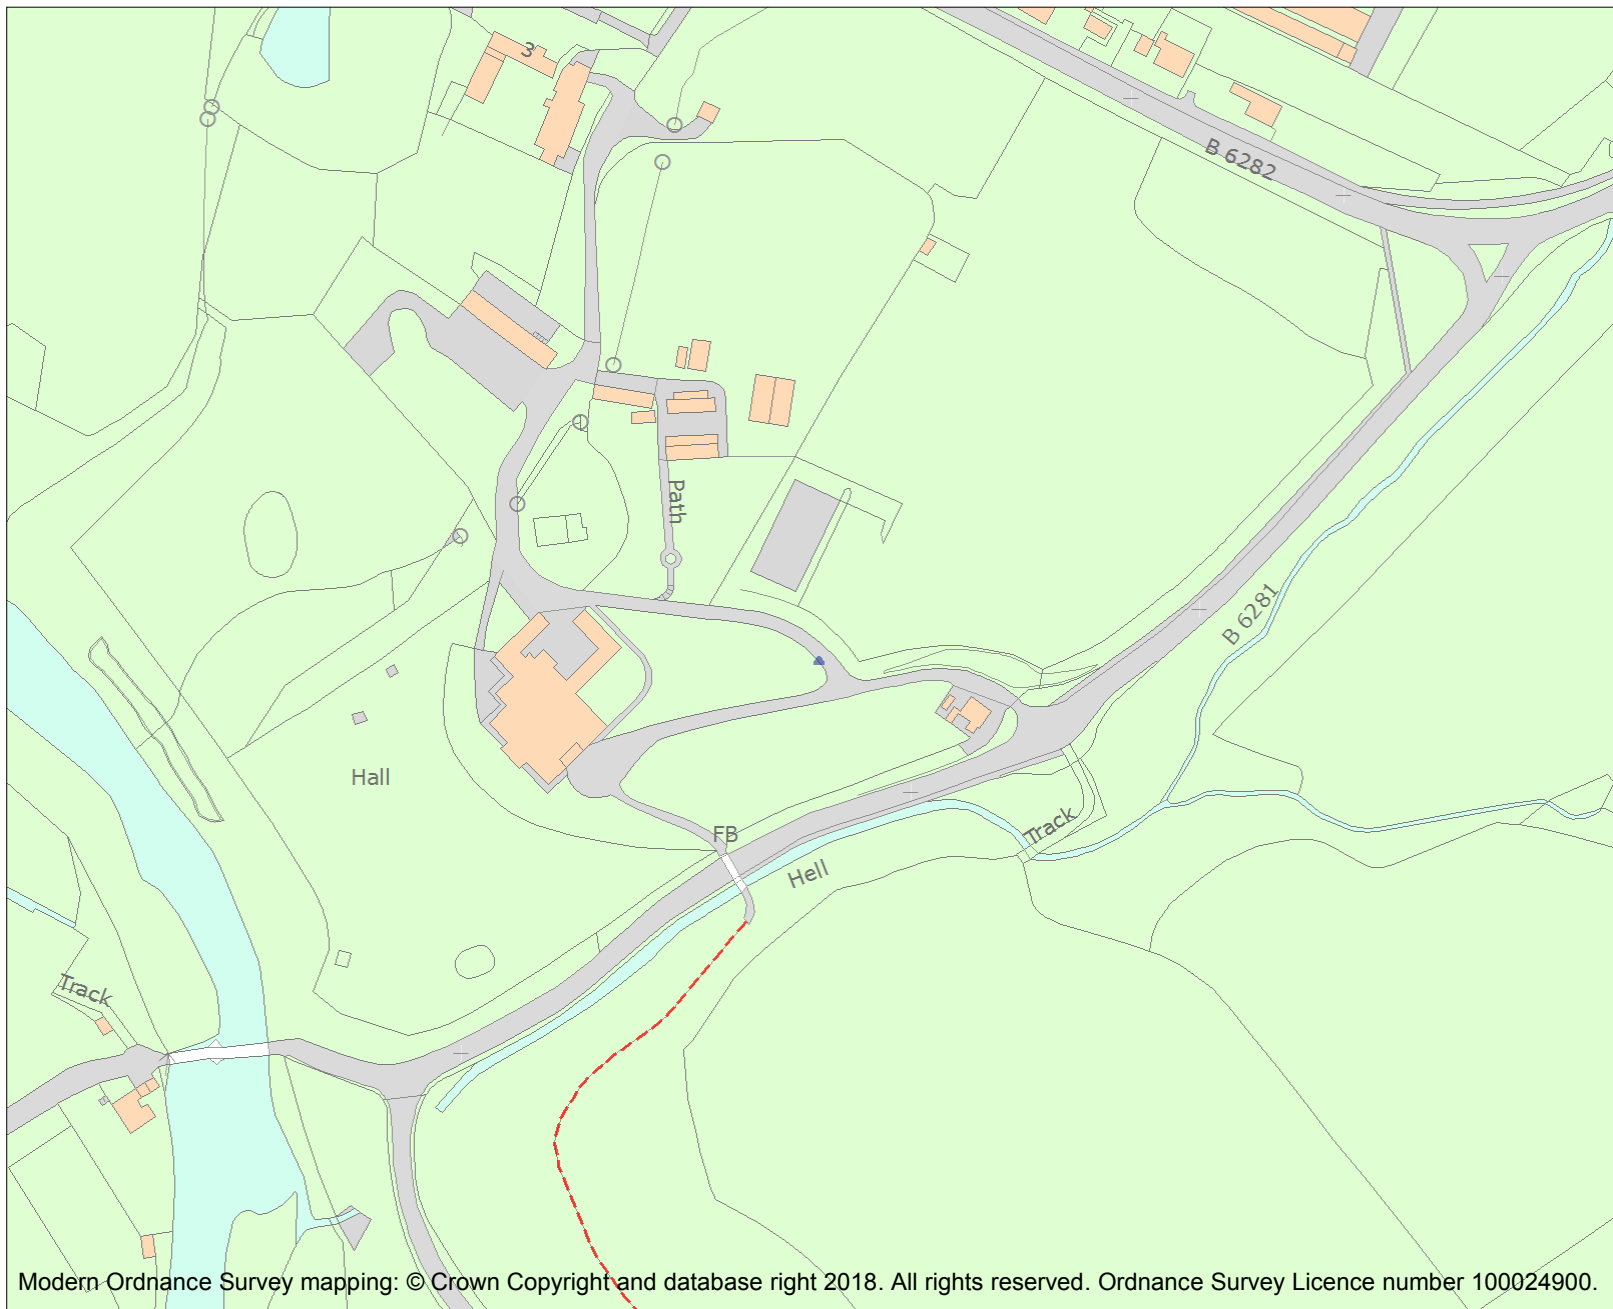 3
B 6282
Path
B 6281
Hall
FB
Track
Hell
Track
Modern Ordnance Survey mapping: © Crown Copyright and database right 2018. All rights reserved. Ordnance Survey Licence number 100024900.